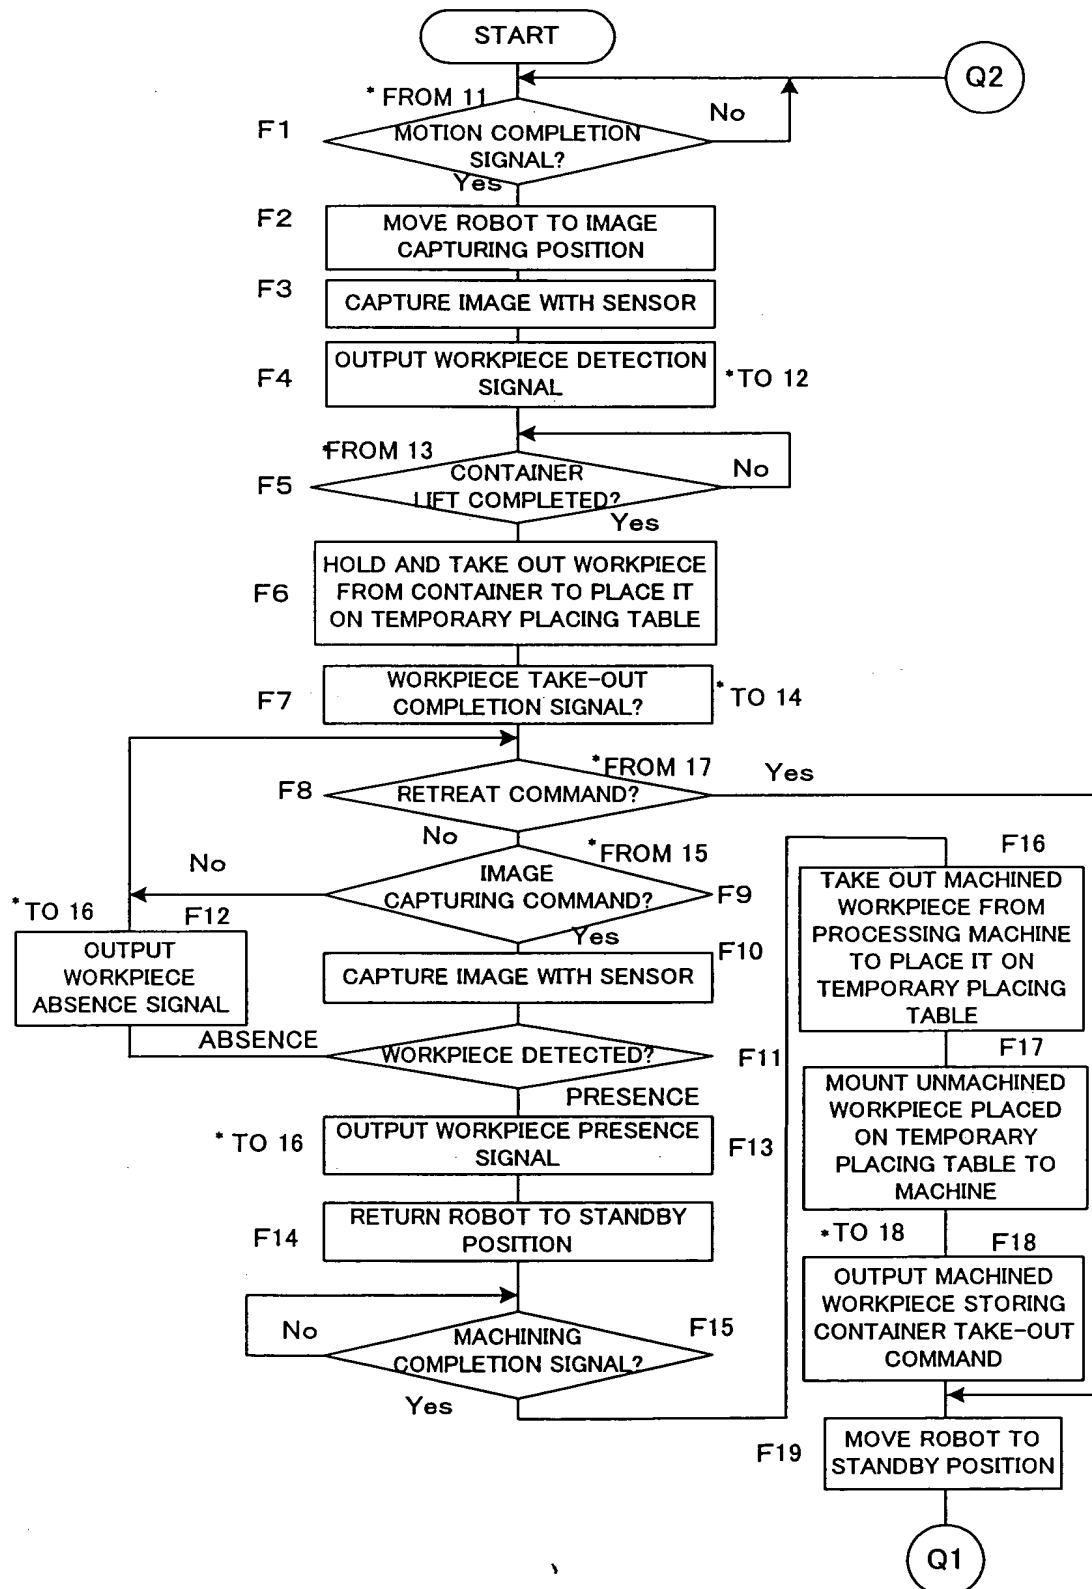 START
Q2
* FROM 11
No
F1
MOTION COMPLETION
SIGNAL?
Yes
F2
MOVE ROBOT TO IMAGE
CAPTURING POSITION
F3
CAPTURE IMAGE WITH SENSOR
F4
OUTPUT WORKPIECE DETECTION
SIGNAL
*TO 12
*FROM 13
No
F5
CONTAINER
LIFT COMPLETED?
Yes
F6
HOLD AND TAKE OUT WORKPIECE
FROM CONTAINER TO PLACE IT
ON TEMPORARY PLACING TABLE
F7
WORKPIECE TAKE-OUT
COMPLETION SIGNAL?
*TO 14
*FROM 17
Yes
F8
RETREAT COMMAND?
No
*FROM 15
No
IMAGE
CAPTURING COMMAND?
F9
Yes
*TO 16
F12
OUTPUT
WORKPIECE
ABSENCE SIGNAL
F10
CAPTURE IMAGE WITH SENSOR
ABSENCE
WORKPIECE DETECTED?
F11
PRESENCE
* TO 16
OUTPUT WORKPIECE PRESENCE
SIGNAL
F13
F14
RETURN ROBOT TO STANDBY
POSITION
No
MACHINING
COMPLETION SIGNAL?
F15
Yes
F16
TAKE OUT MACHINED
WORKPIECE FROM
PROCESSING MACHINE
TO PLACE IT ON
TEMPORARY PLACING
TABLE
F17
MOUNT UNMACHINED
WORKPIECE PLACED
ON TEMPORARY
PLACING TABLE TO
MACHINE
*TO 18
F18
OUTPUT MACHINED
WORKPIECE STORING
CONTAINER TAKE-OUT
COMMAND
F19
MOVE ROBOT TO
STANDBY POSITION
Q1